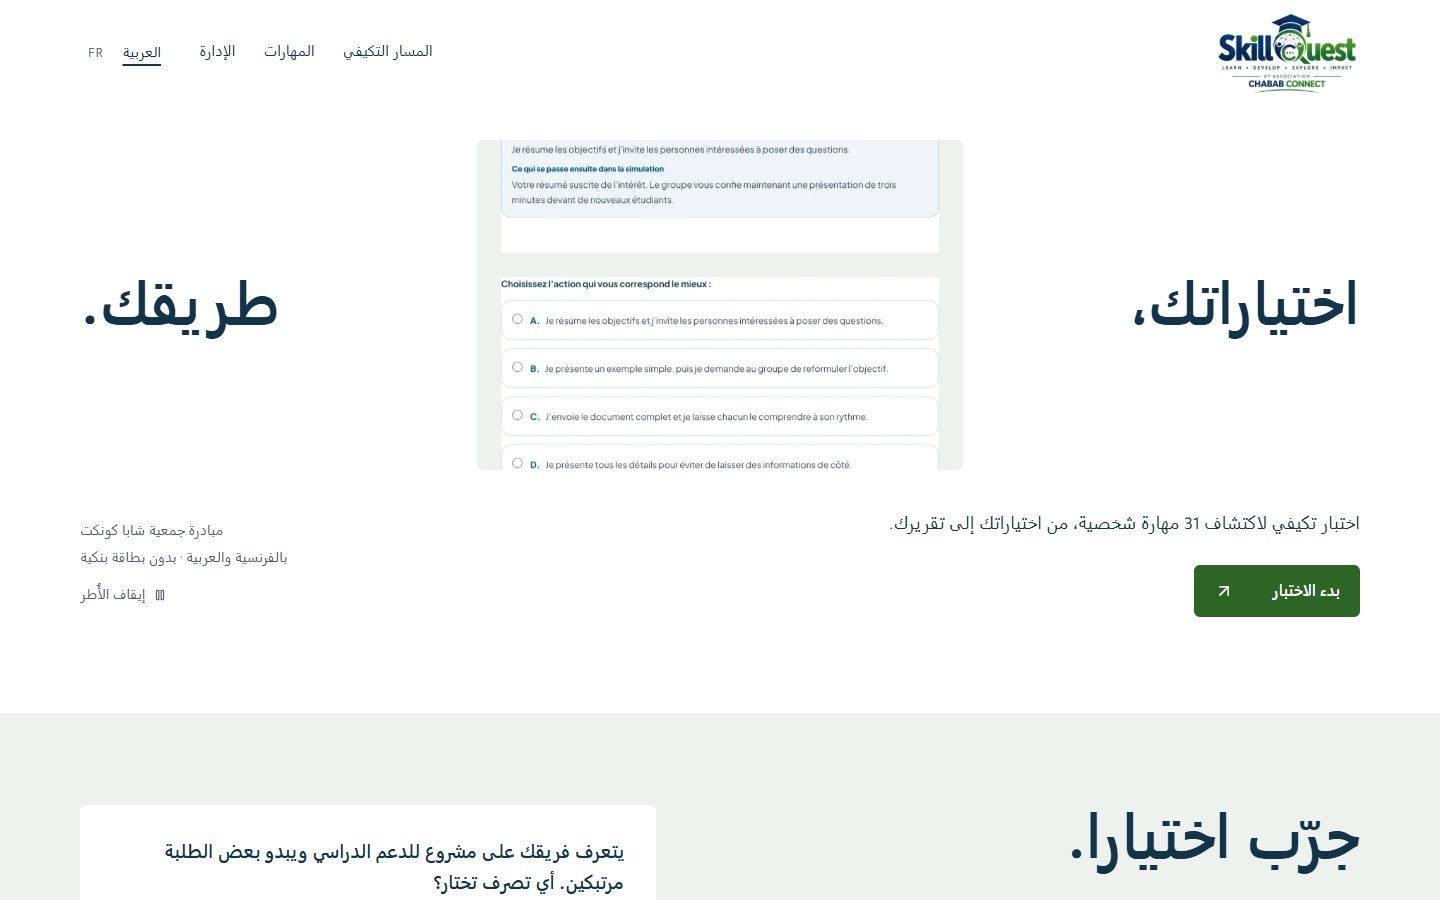 SkillQuest
LEARN • DEVELOP • EXPLORE • IMPACT
BY ASSOCIATION
CHABAB CONNECT
المسار التكيفي
المهارات
الإدارة
العربية
FR
اختياراتك،
Je résume les objectifs et j'invite les personnes intéressées à poser des questions.
Ce qui se passe ensuite dans la simulation
Votre résumé suscite de l'intérêt. Le groupe vous confie maintenant une présentation de trois
minutes devant de nouveaux étudiants.
Choisissez l'action qui vous correspond le mieux :
A. Je résume les objectifs et j'invite les personnes intéressées à poser des questions.
B. Je présente un exemple simple, puis je demande au groupe de reformuler l'objectif.
C. J'envoie le document complet et je laisse chacun le comprendre à son rythme.
D. Je présente tous les détails pour éviter de laisser des informations de côté.
طريقك.
اختبار تكيفي لاكتشاف 31 مهارة شخصية، من اختياراتك إلى تقريرك.
بدء الاختبار
مبادرة جمعية شابا كونكت
بالفرنسية والعربية · بدون بطاقة بنكية
إيقاف الأُطر
جرّب اختيارا.
يتعرف فريقك على مشروع للدعم الدراسي ويبدو بعض الطلبة
مرتبكين. أي تصرف تختار؟